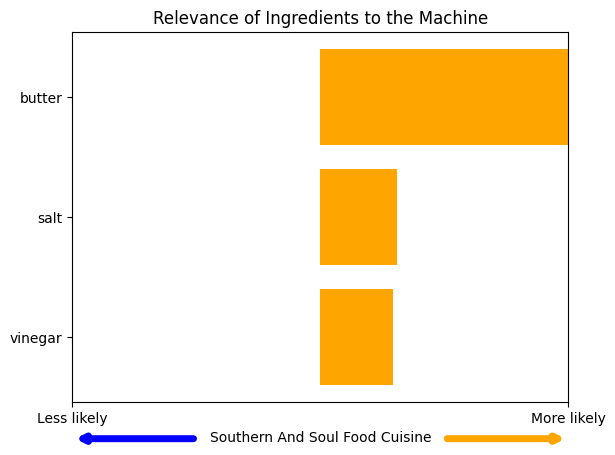 Relevance of Ingredients to the Machine
butter
salt
vinegar
Less likely
More likely
Southern And Soul Food Cuisine